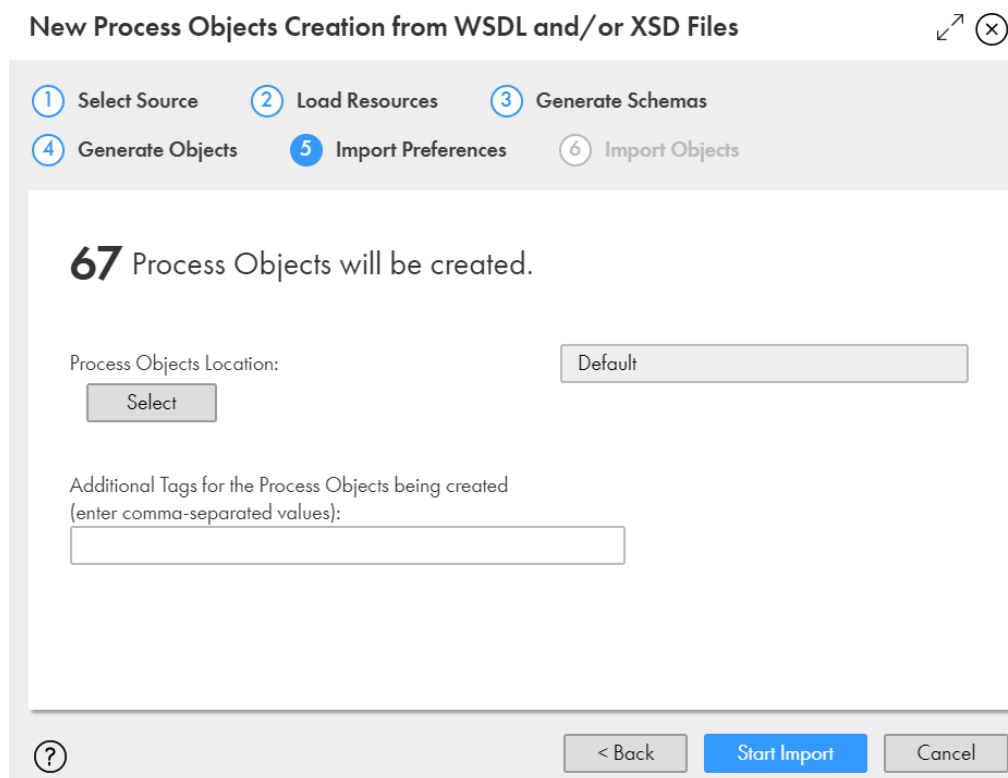 New Process Objects Creation from WSDL and/or XSD Files
1 Select Source 2 Load Resources 3 Generate Schemas
4 Generate Objects 5 Import Preferences 6 Import Objects
67 Process Objects will be created.
Process Objects Location: Default
Select
Additional Tags for the Process Objects being created
(enter comma-separated values):
? < Back Start Import Cancel